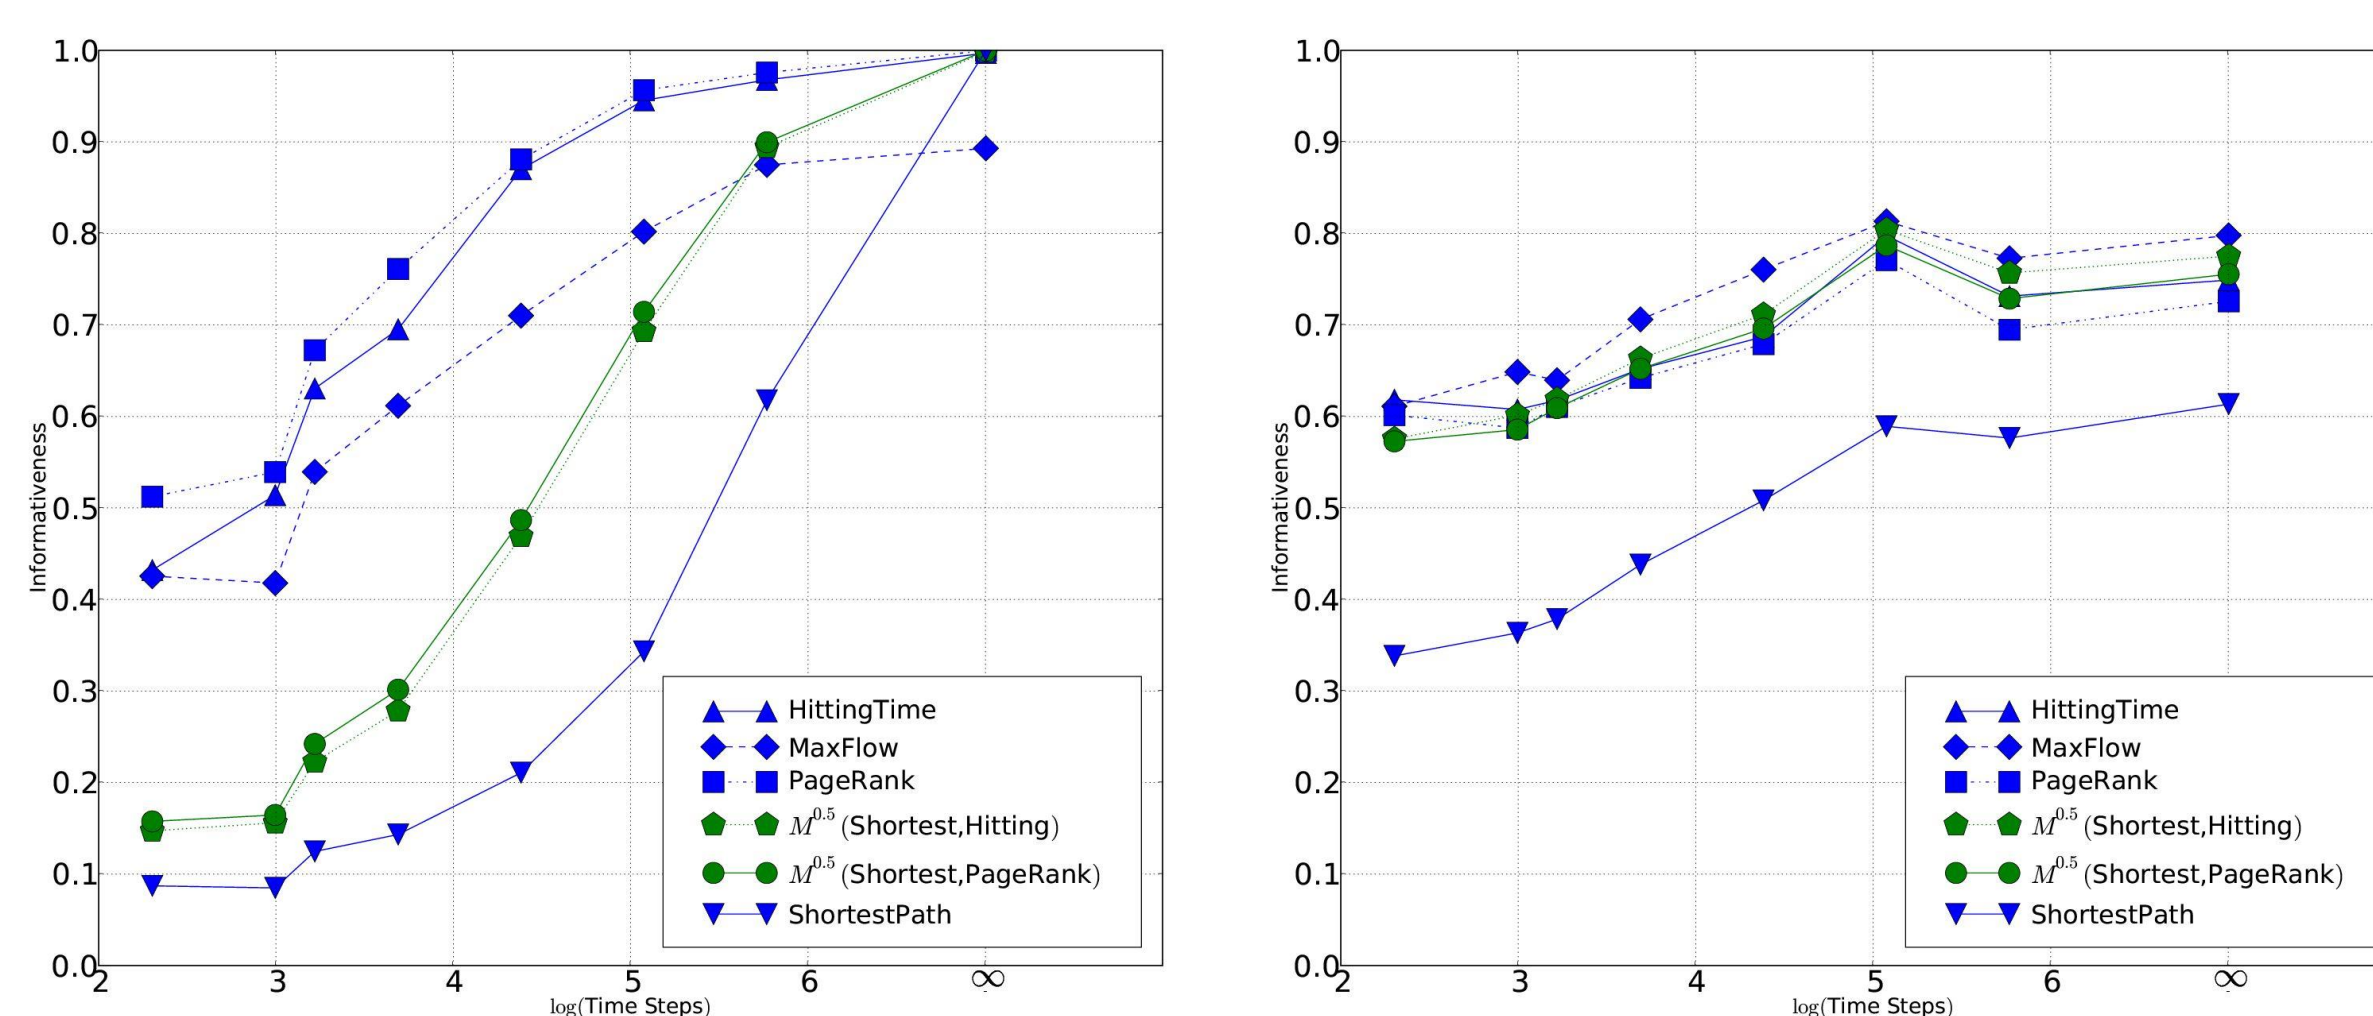 1.0
0.9
0.8
0.7
0.6
0.5
0.4
0.3
0.2
0.1
0.0
Informativeness
2 3 4 5 6 ∞
log(Time Steps)
HittingTime
MaxFlow
PageRank
M^0.5 (Shortest,Hitting)
M^0.5 (Shortest,PageRank)
ShortestPath
1.0
0.9
0.8
0.7
0.6
0.5
0.4
0.3
0.2
0.1
0.0
Informativeness
2 3 4 5 6 ∞
log(Time Steps)
HittingTime
MaxFlow
PageRank
M^0.5 (Shortest,Hitting)
M^0.5 (Shortest,PageRank)
ShortestPath